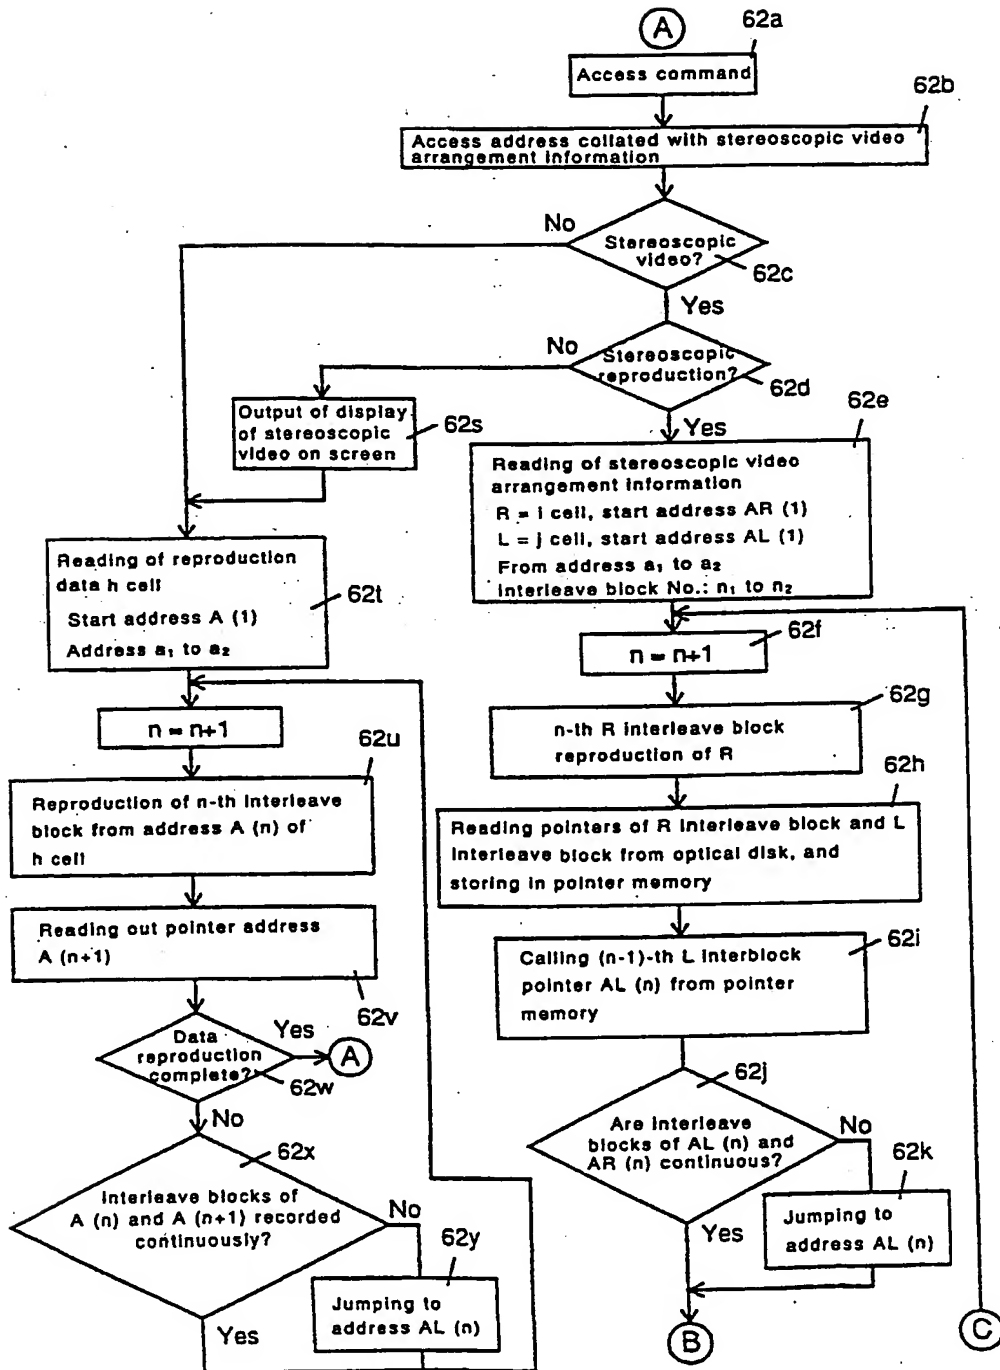 A
62a
Access command
62b
Access address collated with stereoscopic video
arrangement information
No
Stereoscopic
video?
62c
Yes
No
Stereoscopic
reproduction?
62d
Yes
62e
Output of display
of stereoscopic
video on screen
62s
Reading of stereoscopic video
arrangement information
R = i cell, start address AR (1)
L = j cell, start address AL (1)
From address a₁ to a₂
Interleave block No.: n₁ to n₂
Reading of reproduction
data h cell
Start address A (1)
Address a₁ to a₂
62t
62f
n = n+1
n = n+1
62g
n-th R interleave block
reproduction of R
62u
Reproduction of n-th interleave
block from address A (n) of
h cell
62h
Reading pointers of R interleave block and L
interleave block from optical disk, and
storing in pointer memory
Reading out pointer address
A (n+1)
62v
62i
Calling (n-1)-th L interblock
pointer AL (n) from pointer
memory
Data
reproduction
complete?
62w
Yes
A
No
62j
Are interleave
blocks of AL (n) and
AR (n) continuous?
No
62k
Yes
Jumping to
address AL (n)
62x
Interleave blocks of
A (n) and A (n+1) recorded
continuously?
No
62y
Yes
Jumping to
address AL (n)
B
C